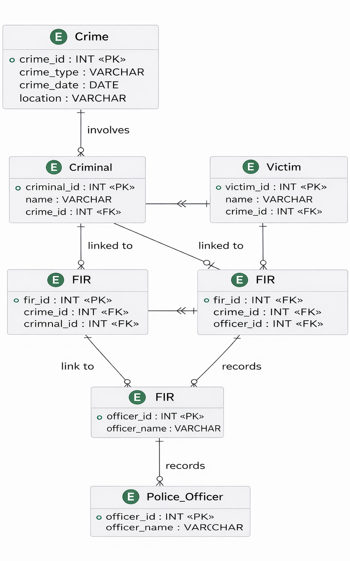 E Crime
crime_id : INT «PK»
crime_type : VARCHAR
crime_date : DATE
location : VARCHAR
involves
E Criminal
criminal_id : INT «PK»
name : VARCHAR
crime_id : INT «FK»
E Victim
victim_id : INT «PK»
name : VARCHAR
crime_id : INT «FK»
linked to
linked to
E FIR
fir_id : INT «PK»
crime_id : INT «FK»
crimnal_id : INT «FK»
E FIR
fir_id : INT «FK»
crime_id : INT «FK»
officer_id : INT «FK»
link to
records
E FIR
officer_id : INT «PK»
officer_name : VARCHAR
records
E Police_Officer
officer_id : INT «PK»
officer_name : VAR(CHAR